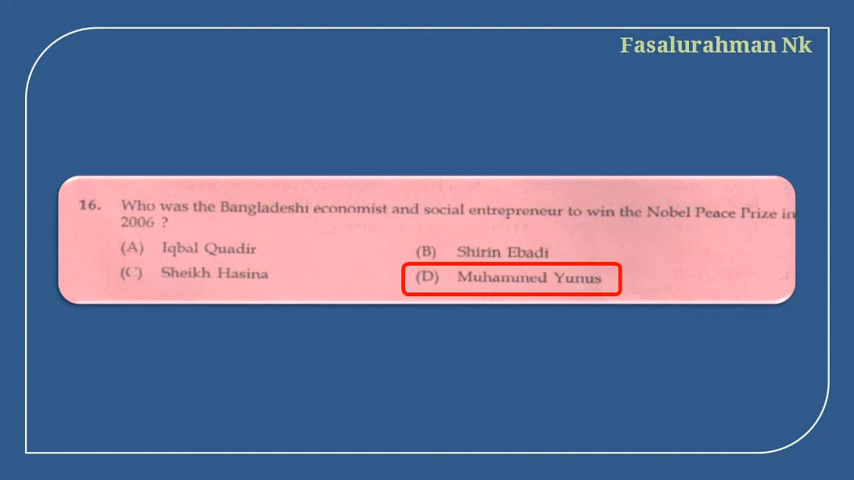 Fasalurahman Nk
16. Who was the Bangladeshi economist and social entrepreneur to win the Nobel Peace Prize in
2006 ?
(A) Iqbal Quadir (B) Shirin Ebadi
(C) Sheikh Hasina (D) Muhammed Yunus